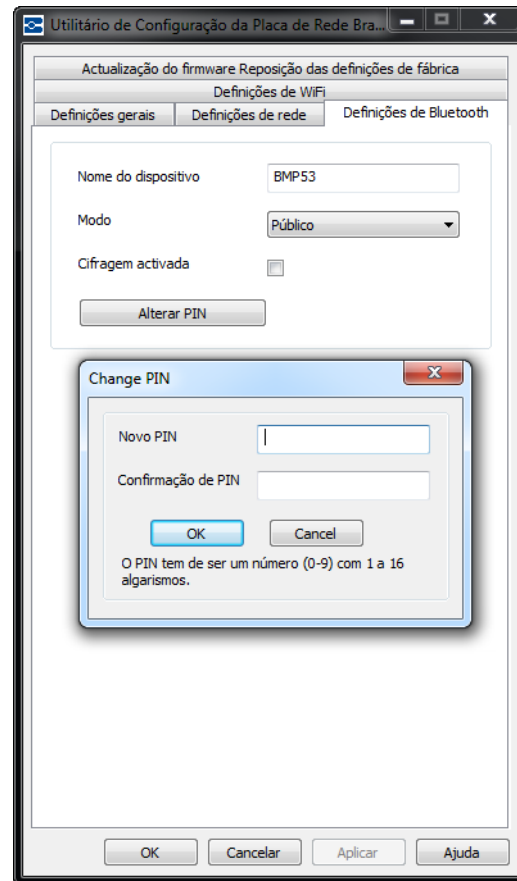 Utilitário de Configuração da Placa de Rede Bra...
Actualização do firmware Reposição das definições de fábrica
Definições de WiFi
Definições gerais Definições de rede Definições de Bluetooth
Nome do dispositivo BMP53
Modo Público
Cifragem activada
Alterar PIN
Change PIN
Novo PIN
Confirmação de PIN
OK Cancel
O PIN tem de ser um número (0-9) com 1 a 16
algarismos.
OK Cancelar Aplicar Ajuda